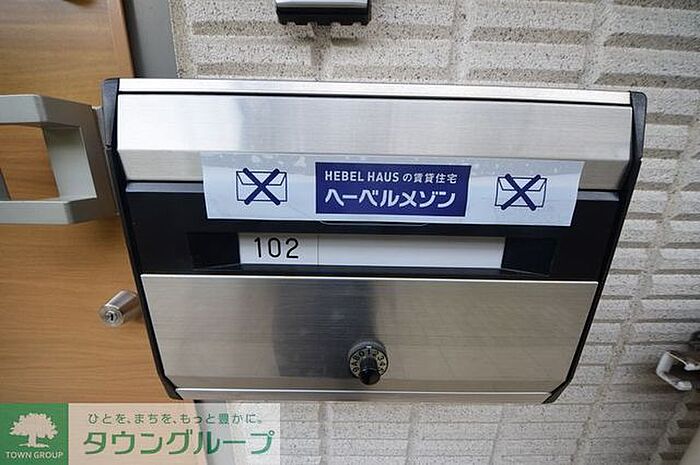 HEBEL HAUSの賃貸住宅
ヘーベルメゾン
102
ひとを、まちを、もっと豊かに。
タウングループ
TOWN GROUP